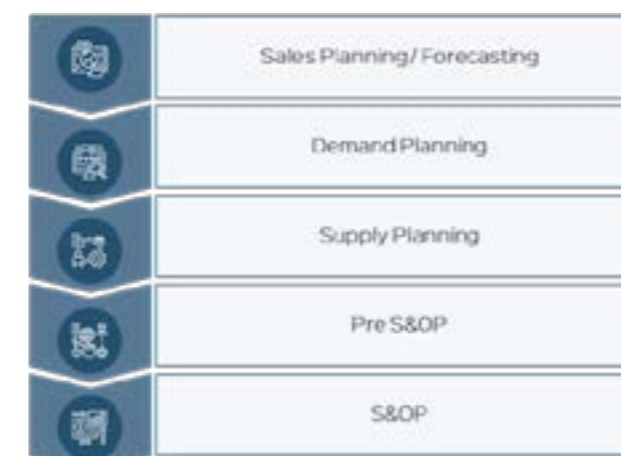 Sales Planning/Forecasting
Demand Planning
Supply Planning
Pre S&OP
S&OP